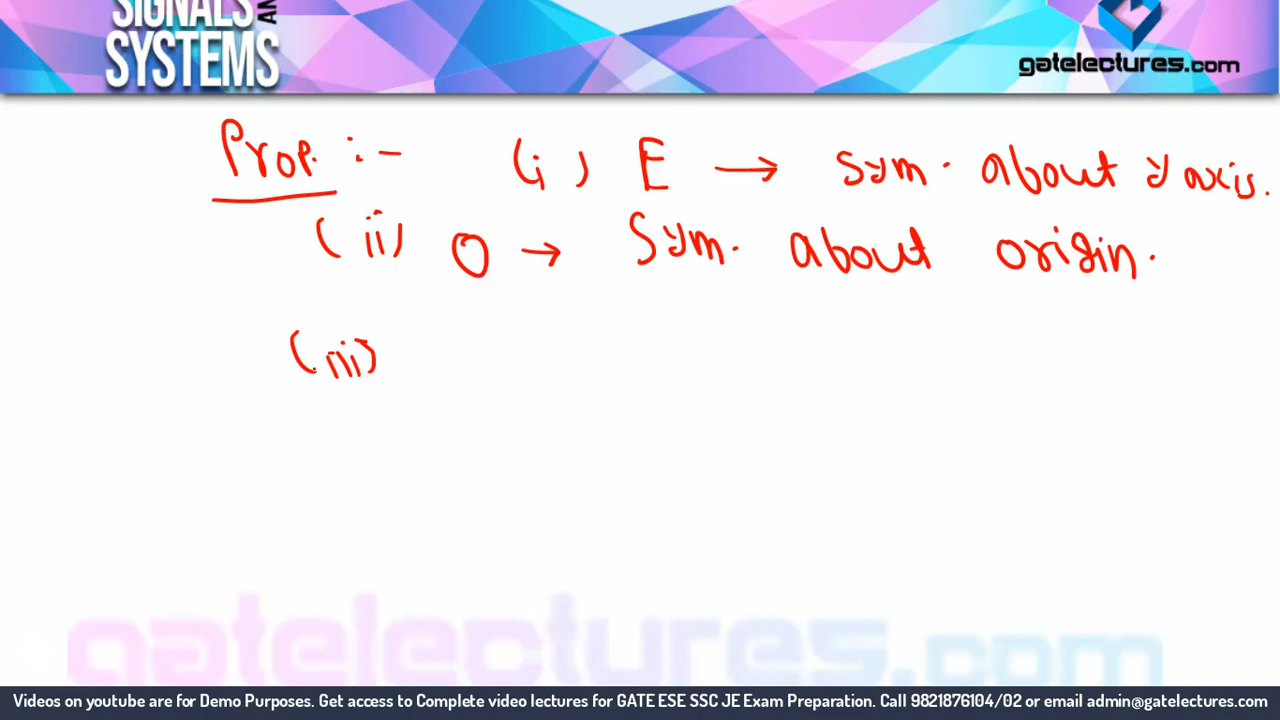 SIGNALS AND
SYSTEMS
gatelectures.com
Prop. :- (i) E → Sym. about y axis.
(ii) O → Sym. about origin.
(iii)
gatelectures.com
Videos on youtube are for Demo Purposes. Get access to Complete video lectures for GATE ESE SSC JE Exam Preparation. Call 9821876104/02 or email admin@gatelectures.com